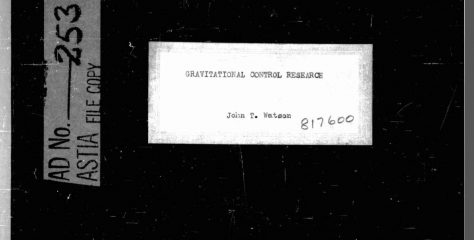 AD No. 253
ASTIA FILE COPY
GRAVITATIONAL CONTROL RESEARCH
John T. Watson
817600